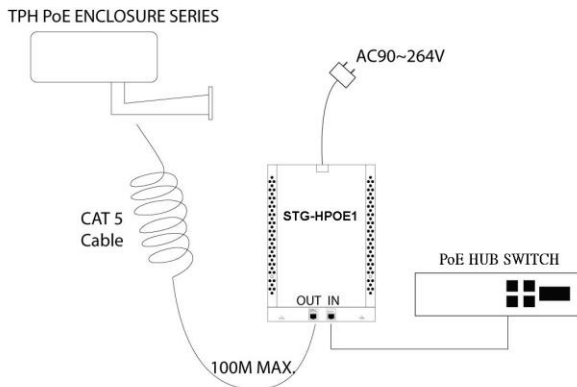 TPH PoE ENCLOSURE SERIES
AC90~264V
CAT 5
Cable
STG-HPOE1
PoE HUB SWITCH
OUT IN
100M MAX.